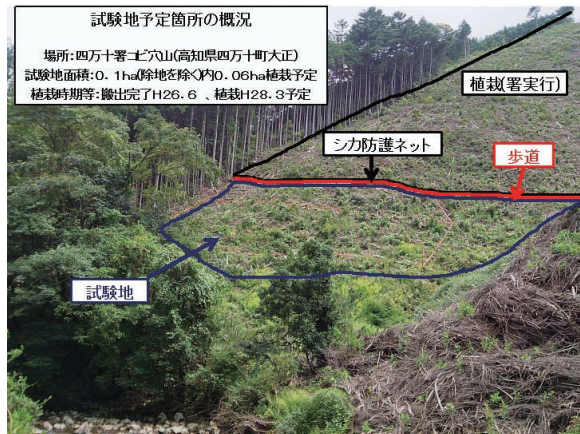 試験地予定箇所の概況
場所:四万十署コビ穴山(高知県四万十町大正)
試験地面積:0.1ha(除地を除く)内0.06ha植栽予定
植栽時期等:搬出完了H26.6 、植栽H28.3予定
植栽(署実行)
シカ防護ネット
歩道
試験地